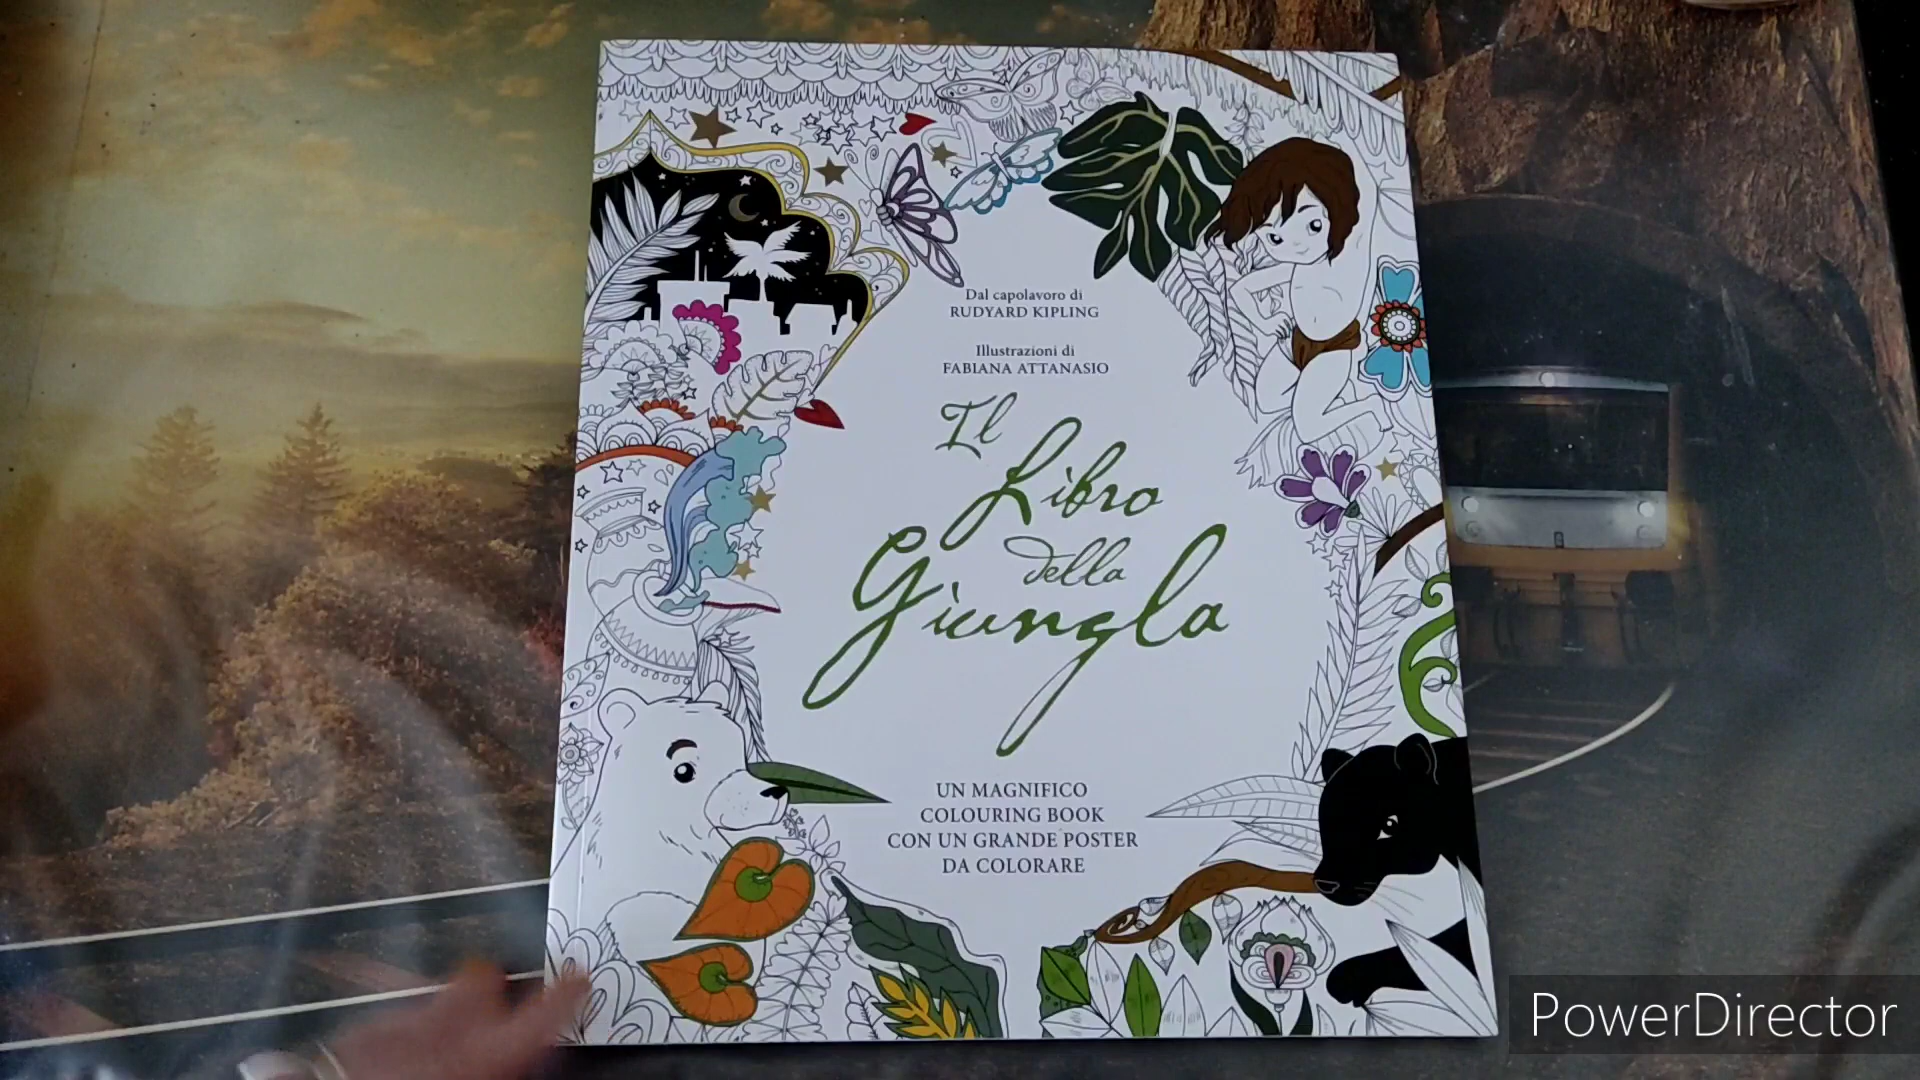 Dal capolavoro di
RUDYARD KIPLING
Illustrazioni di
FABIANA ATTANASIO
Il
Libro
della
Giungla
UN MAGNIFICO
COLOURING BOOK
CON UN GRANDE POSTER
DA COLORARE
PowerDirector